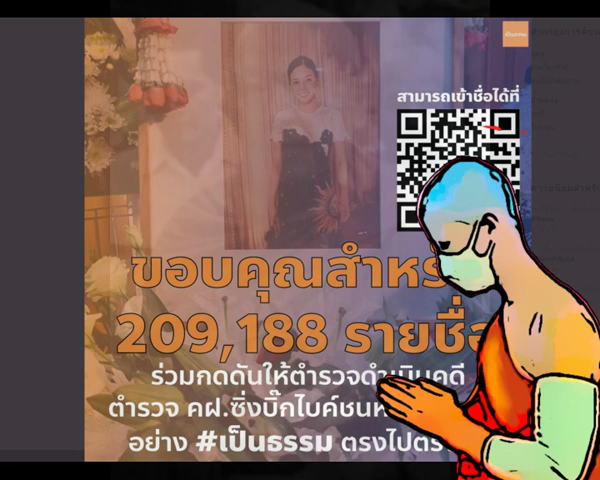 สามารถเข้าชื่อได้ที่
ขอบคุณสำหรั
209,188 รายชื่อ
ร่วมกดดันให้ตำรวจดำเนินคดี
ตำรวจ คฝ.ซิ่งบิ๊กไบค์ชน
อย่าง #เป็นธรรม ตรงไปตร